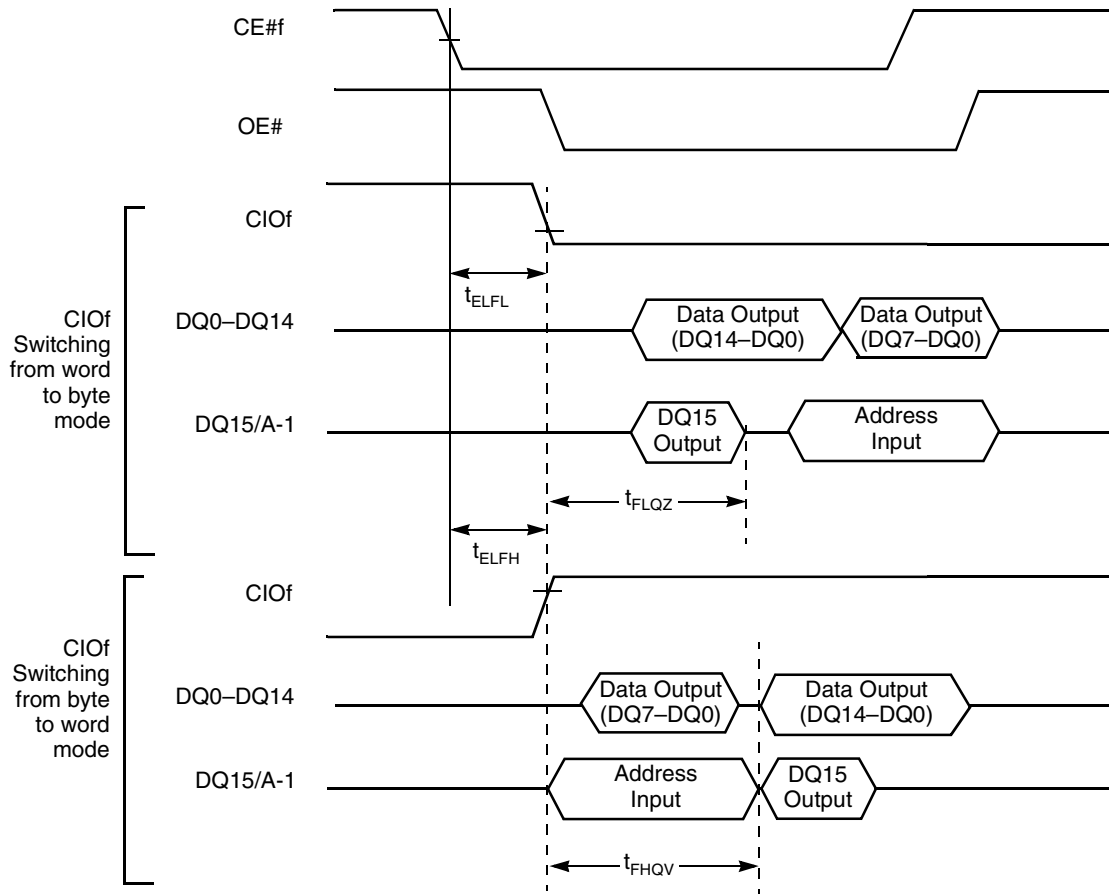 CE#f
OE#
CIOf
tELFL
CIOf
Switching
from word
to byte
mode
DQ0–DQ14
Data Output
(DQ14–DQ0)
Data Output
(DQ7–DQ0)
DQ15/A-1
DQ15
Output
Address
Input
tFLQZ
tELFH
CIOf
CIOf
Switching
from byte
to word
mode
DQ0–DQ14
Data Output
(DQ7–DQ0)
Data Output
(DQ14–DQ0)
DQ15/A-1
Address
Input
DQ15
Output
tFHQV